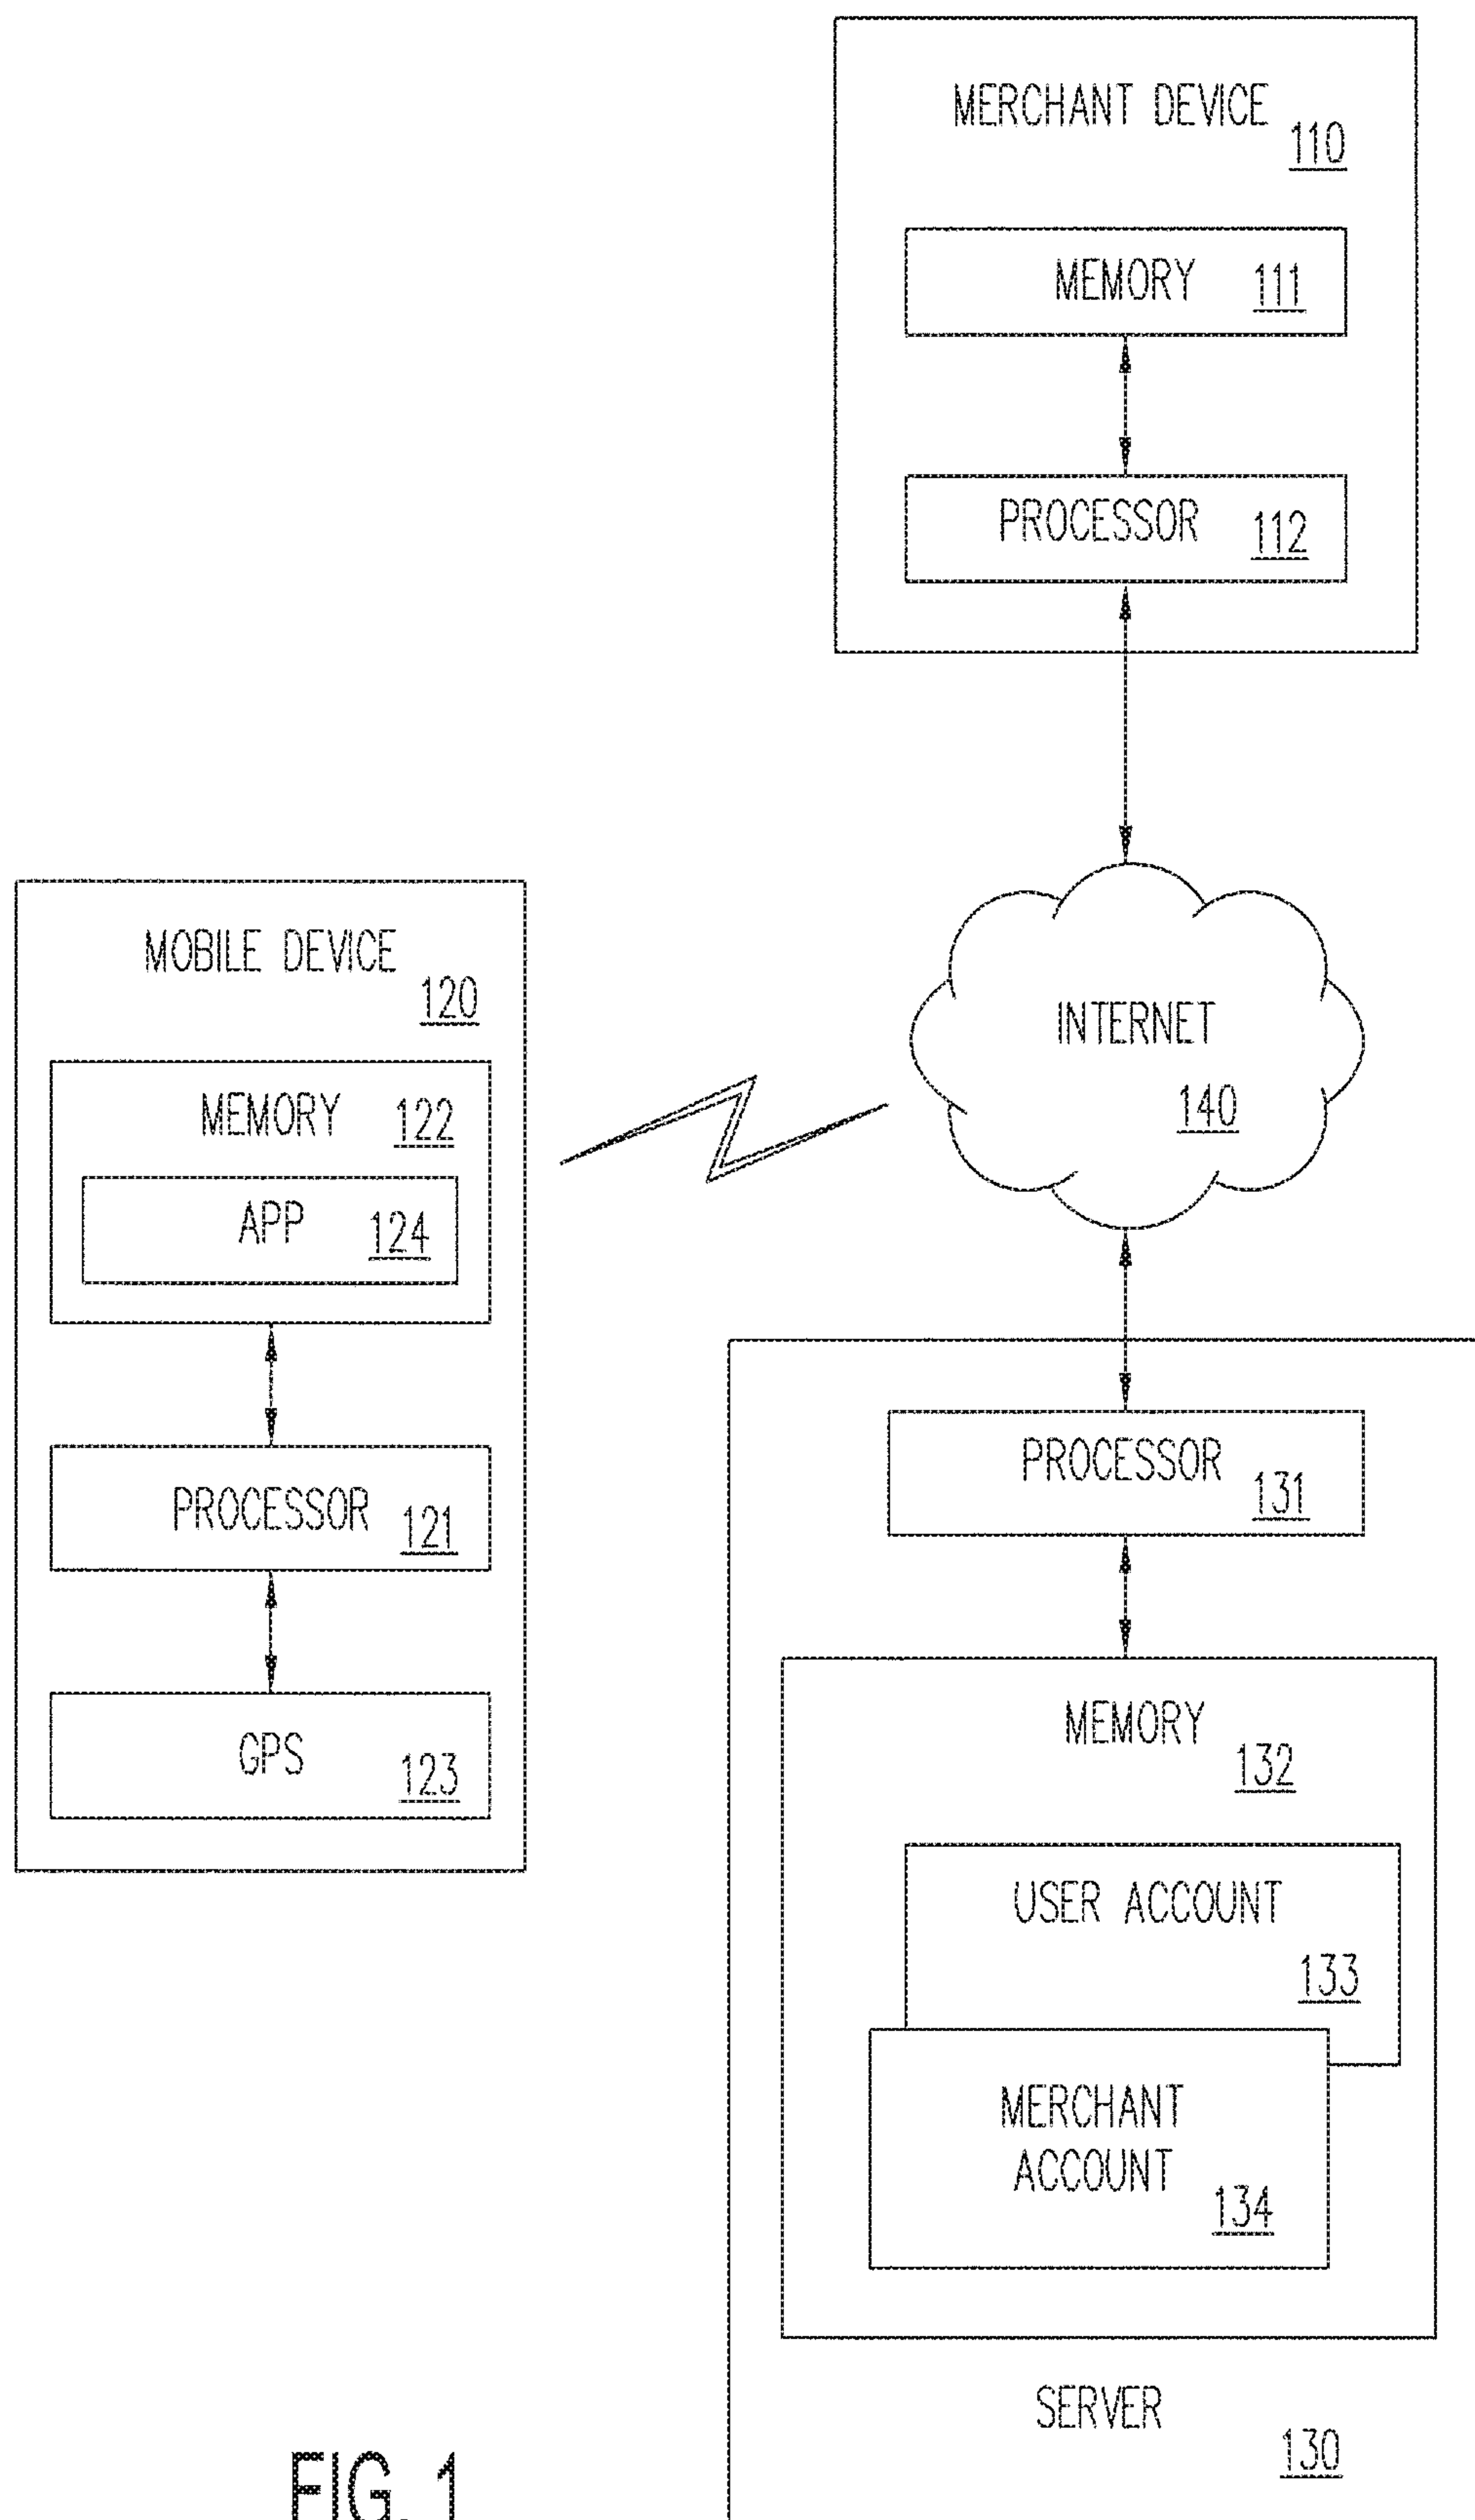 MERCHANT DEVICE
110
MEMORY 111
PROCESSOR 112
INTERNET
140
MOBILE DEVICE
120
MEMORY 122
APP 124
PROCESSOR 121
GPS 123
PROCESSOR 131
MEMORY
132
USER ACCOUNT
133
MERCHANT
ACCOUNT
134
SERVER
130
FIG. 1